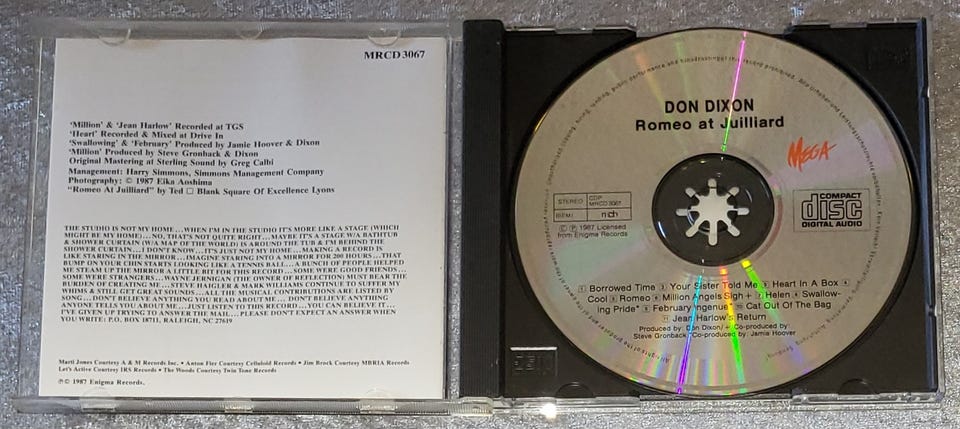 MRCD 3067
'Million' & 'Jean Harlow' Recorded at TGS
'Heart' Recorded & Mixed at Drive In
'Swallowing' & 'February' Produced by Jamie Hoover & Dixon
'Million' Produced by Steve Gronback & Dixon
Original Mastering at Sterling Sound by Greg Calbi
Management: Harry Simmons, Simmons Management Company
Photography: © 1987 Eika Aoshima
"Romeo At Juilliard" by Ted □ Blank Square Of Excellence Lyons
THE STUDIO IS NOT MY HOME...WHEN I'M IN THE STUDIO IT'S MORE LIKE A STAGE (WHICH
MIGHT BE MY HOME)...NO, THAT'S NOT QUITE RIGHT...MAYBE IT'S A STAGE W/A BATHTUB
& SHOWER CURTAIN (W/A MAP OF THE WORLD) IS AROUND THE TUB & I'M BEHIND THE
SHOWER CURTAIN...I DON'T KNOW...IT'S JUST NOT MY HOME...MAKING A RECORD IS
LIKE STARING IN THE MIRROR...IMAGINE STARING INTO A MIRROR FOR 200 HOURS...THAT
BUMP ON YOUR CHIN STARTS LOOKING LIKE A TENNIS BALL...A BUNCH OF PEOPLE HELPED
ME STEAM UP THE MIRROR A LITTLE BIT FOR THIS RECORD...SOME WERE GOOD FRIENDS...
SOME WERE STRANGERS...WAYNE JERNIGAN (THE OWNER OF REFLECTION) MUST BEAR THE
BURDEN OF CREATING ME...STEVE HAIGLER & MARK WILLIAMS CONTINUE TO SUFFER MY
WHIMS & STILL GET GREAT SOUNDS...ALL THE MUSICAL CONTRIBUTIONS ARE LISTED BY
SONG...DON'T BELIEVE ANYTHING YOU READ ABOUT ME...DON'T BELIEVE ANYTHING
ANYONE TELLS YOU ABOUT ME...JUST LISTEN TO THIS RECORD...YOU CAN BELIEVE IT...
I'VE GIVEN UP TRYING TO ANSWER THE MAIL...PLEASE DON'T EXPECT AN ANSWER WHEN
YOU WRITE: P.O. BOX 18711, RALEIGH, NC 27619
Marti Jones Courtesy A & M Records Inc. • Anton Fier Courtesy Celluloid Records • Jim Brock Courtesy MBRIA Records
Let's Active Courtesy IRS Records • The Woods Courtesy Twin Tone Records
℗© 1987 Enigma Records.
DON DIXON
Romeo at Juilliard
MEGA
STEREO
CDP
MRCD 3067
BIEM
ncb
COMPACT
disc
DIGITAL AUDIO
© ℗ 1987 Licensed
from Enigma Records
1 Borrowed Time 2 Your Sister Told Me 3 Heart In A Box 4
Cool 5 Romeo 6 Million Angels Sigh + 7 Helen 8 Swallow-
ing Pride* 9 February Ingenue* 10 Cat Out Of The Bag
11 Jean Harlow's Return
Produced by: Don Dixon/ + Co-produced by
Steve Gronback *Co-produced by Jamie Hoover